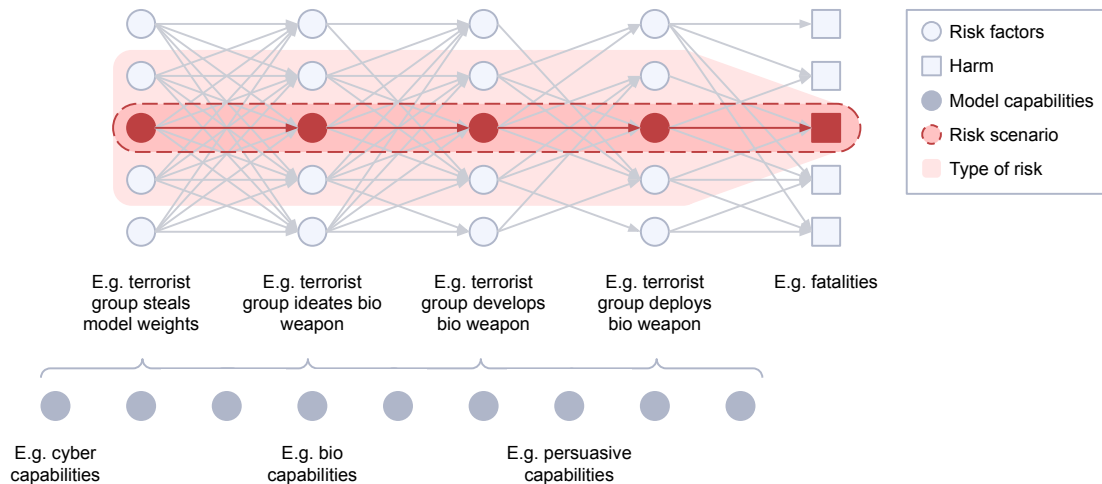 Risk factors
Harm
Model capabilities
Risk scenario
Type of risk
E.g. terrorist
group steals
model weights
E.g. terrorist
group ideates bio
weapon
E.g. terrorist
group develops
bio weapon
E.g. terrorist
group deploys
bio weapon
E.g. fatalities
E.g. cyber
capabilities
E.g. bio
capabilities
E.g. persuasive
capabilities